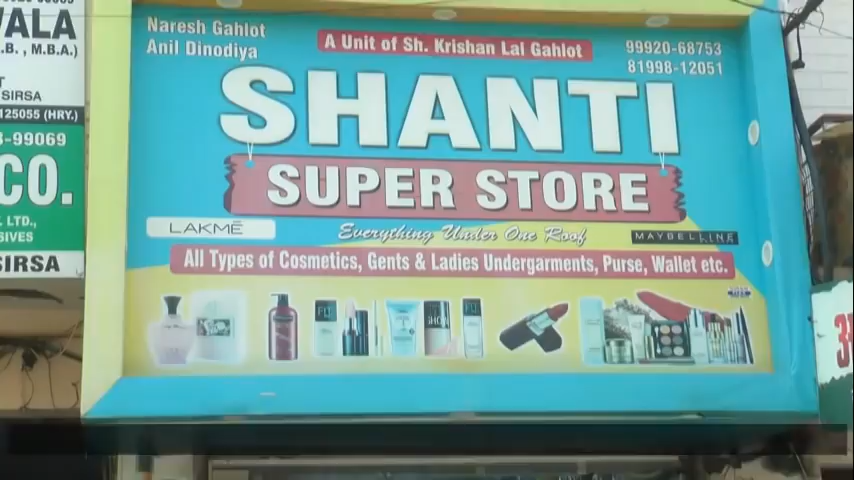 Naresh Gahlot
Anil Dinodiya
A Unit of Sh. Krishan Lal Gahlot
99920-68753
81998-12051
SHANTI
SUPER STORE
LAKMÉ
Everything Under One Roof
MAYBELLINE
All Types of Cosmetics, Gents & Ladies Undergarments, Purse, Wallet etc.
WALA
.B., M.B.A.)
SIRSA
125055 (HRY.)
-99069
CO.
LTD.,
SIVES
SIRSA